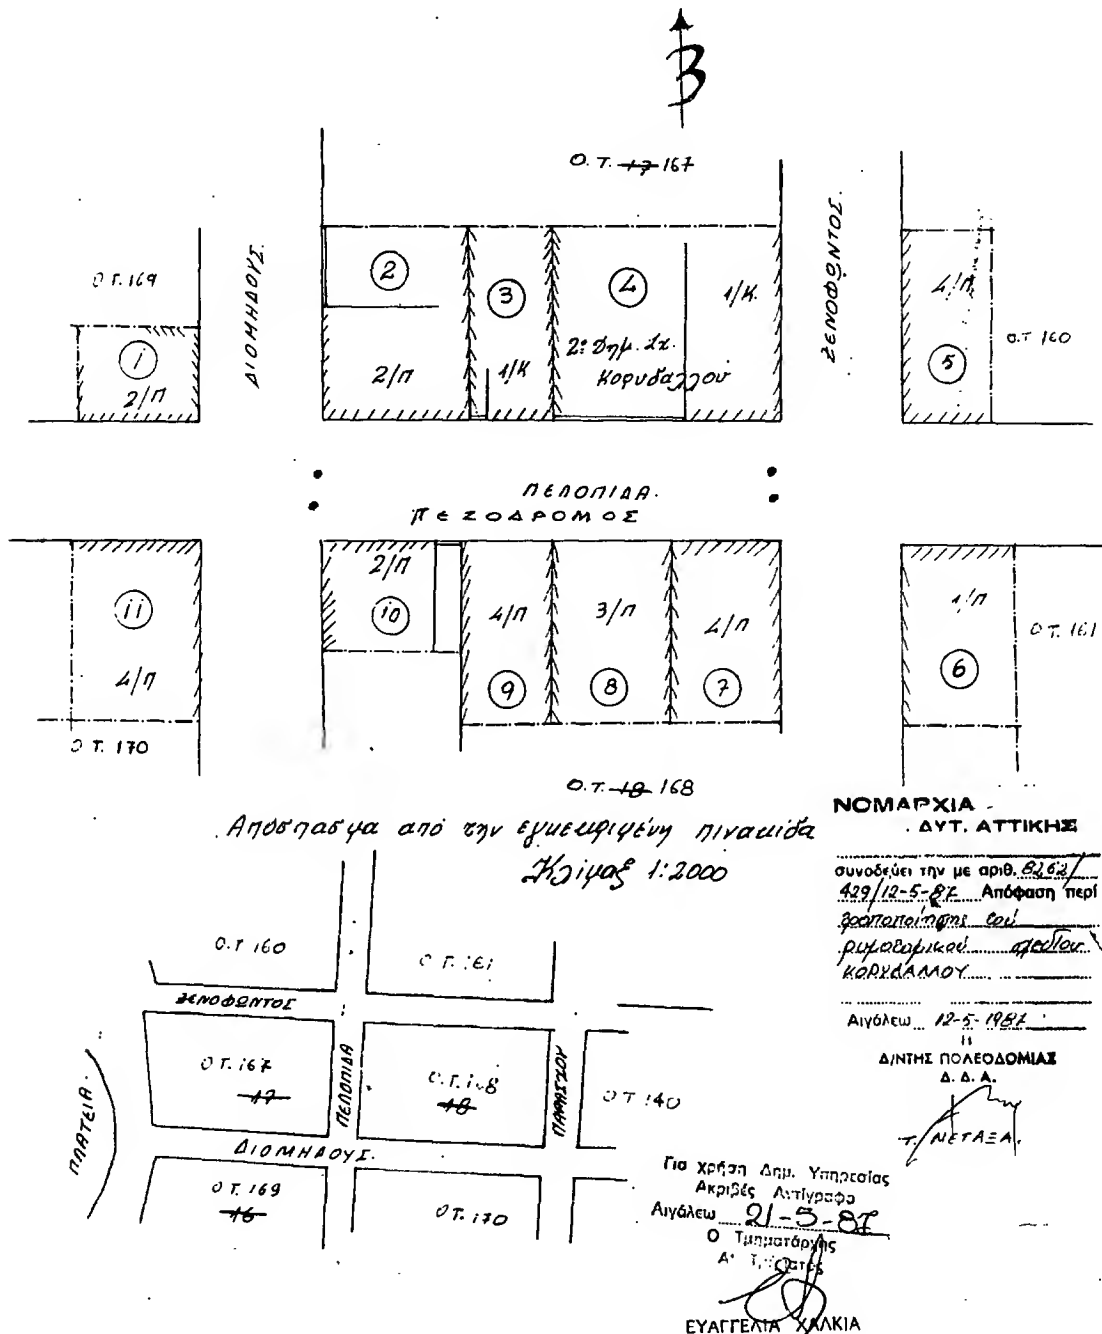 Β
Ο.Τ. 17 167
Ο.Τ. 169
ΔΙΟΜΗΔΟΥΣ.
ΞΕΝΟΦΩΝΤΟΣ.
2
3
4
1/Κ.
4/Π
Ο.Τ. 160
1
2/Π
2/Π
1/Κ
2ο Δημ. Σχ.
Κορυδαλλού
5
ΠΕΛΟΠΙΔΑ.
ΠΕΖΟΔΡΟΜΟΣ
11
4/Π
Ο.Τ. 170
2/Π
10
4/Π
9
3/Π
8
4/Π
7
1/Π
6
Ο.Τ. 161
Ο.Τ. 18 168
Απόσπασμα από την εγκεκριμένη πινακίδα
Κλίμαξ 1:2000
ΝΟΜΑΡΧΙΑ
ΔΥΤ. ΑΤΤΙΚΗΣ
συνοδεύει την με αριθ. 8262/
429/12-5-87 Απόφαση περί
τροποποίησης του
ρυμοτομικού σχεδίου
ΚΟΡΥΔΑΛΛΟΥ
Αιγάλεω 12-5-1987
Η
Δ/ΝΤΗΣ ΠΟΛΕΟΔΟΜΙΑΣ
Δ. Δ. Α.
Τ. ΜΕΤΑΞΑ.
Ο.Τ. 160
Ο.Τ. 161
ΞΕΝΟΦΩΝΤΟΣ
Ο.Τ. 167
17
ΠΕΛΟΠΙΔΑ
Ο.Τ. 168
18
Ο.Τ. 140
ΠΛΑΤΕΙΑ.
ΔΙΟΜΗΔΟΥΣ.
Ο.Τ. 169
16
Ο.Τ. 170
Για χρήση Δημ. Υπηρεσίας
Ακριβές Αντίγραφο
Αιγάλεω 21-5-87
Ο Τμηματάρχης
Α' Τμήματος
ΕΥΑΓΓΕΛΙΑ ΧΑΛΚΙΑ